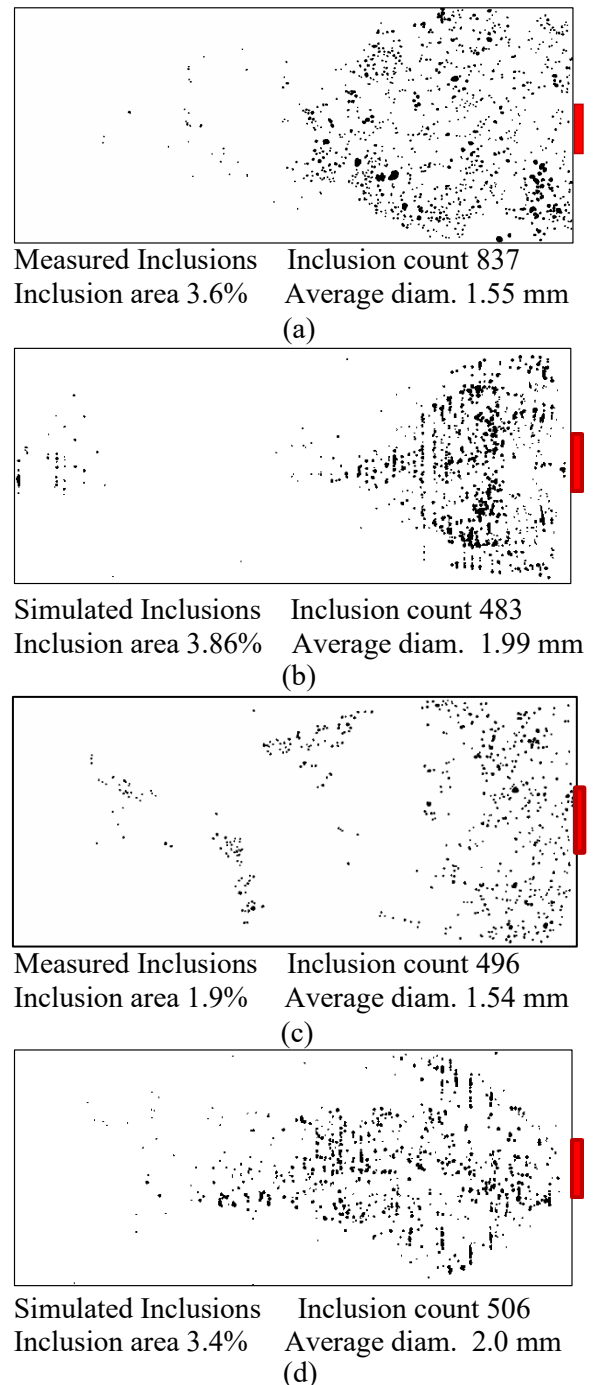 Measured Inclusions Inclusion count 837
Inclusion area 3.6% Average diam. 1.55 mm
(a)
Simulated Inclusions Inclusion count 483
Inclusion area 3.86% Average diam. 1.99 mm
(b)
Measured Inclusions Inclusion count 496
Inclusion area 1.9% Average diam. 1.54 mm
(c)
Simulated Inclusions Inclusion count 506
Inclusion area 3.4% Average diam. 2.0 mm
(d)